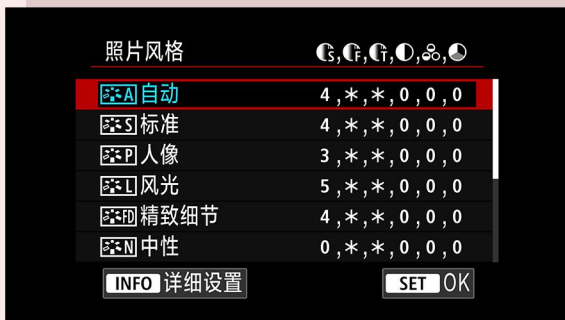 照片风格
A 自动 4,*,*,0,0,0
S 标准 4,*,*,0,0,0
P 人像 3,*,*,0,0,0
L 风光 5,*,*,0,0,0
FD 精致细节 4,*,*,0,0,0
N 中性 0,*,*,0,0,0
INFO 详细设置 SET OK